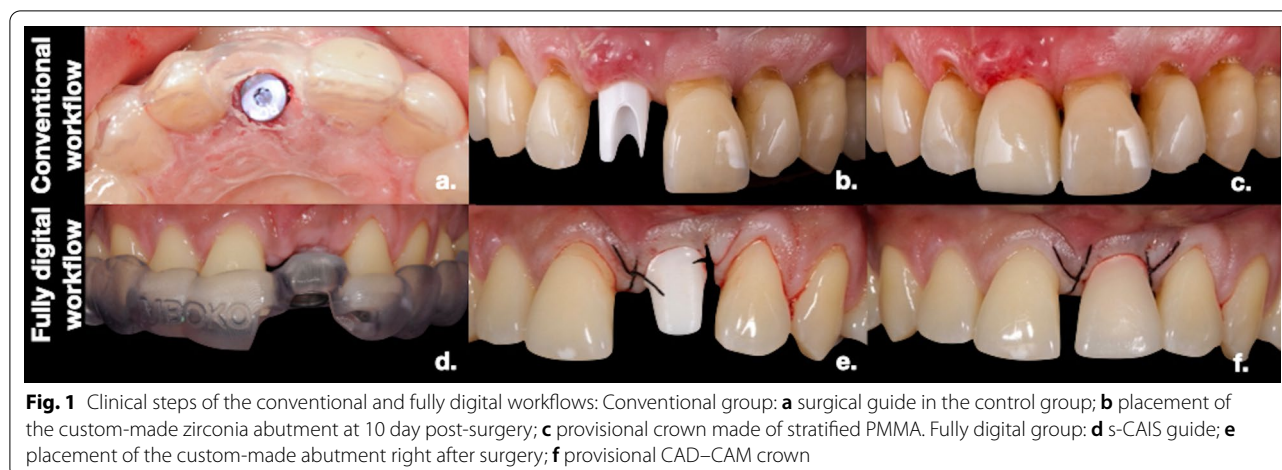 Conventional
workflow
a.
b.
c.
Fully digital
workflow
d.
e.
f.
Fig. 1 Clinical steps of the conventional and fully digital workflows: Conventional group: a surgical guide in the control group; b placement of
the custom-made zirconia abutment at 10 day post-surgery; c provisional crown made of stratified PMMA. Fully digital group: d s-CAIS guide; e
placement of the custom-made abutment right after surgery; f provisional CAD–CAM crown